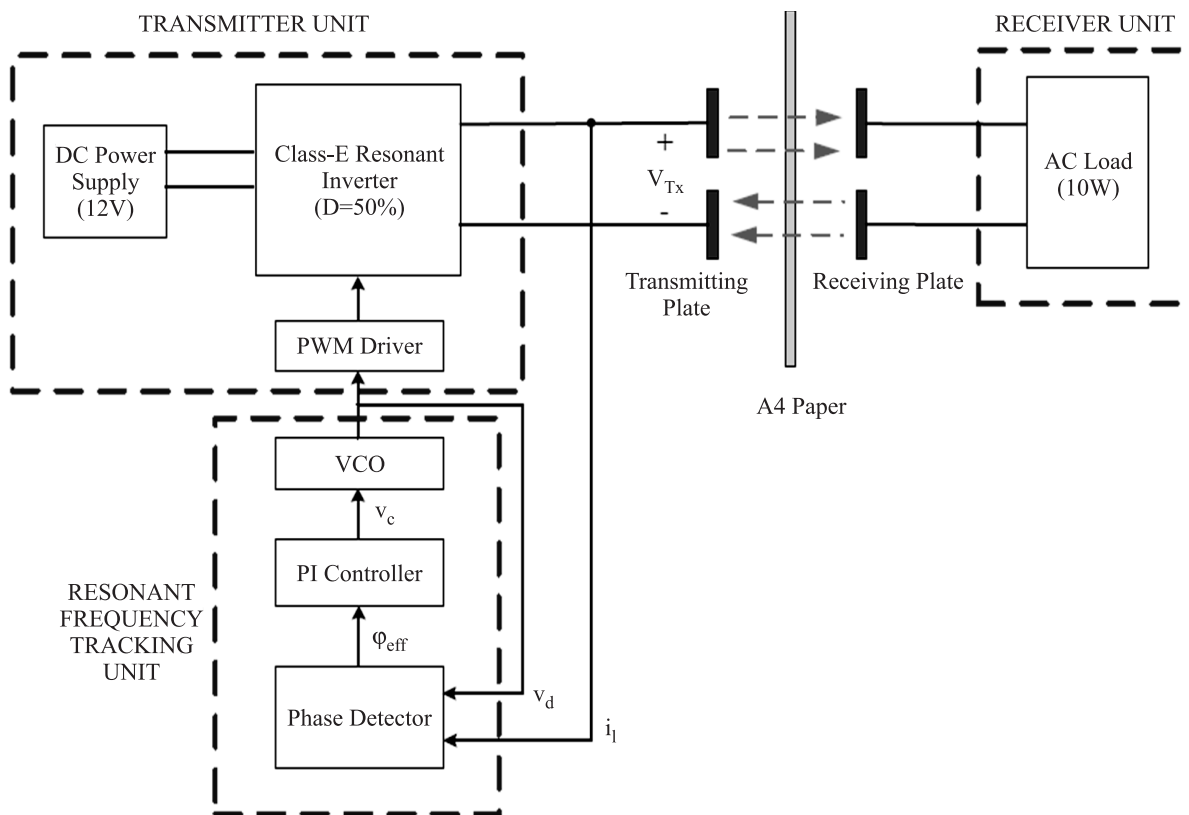 TRANSMITTER UNIT
RECEIVER UNIT
DC Power
Supply
(12V)
Class-E Resonant
Inverter
(D=50%)
+
V_Tx
-
AC Load
(10W)
Transmitting
Plate
Receiving Plate
PWM Driver
A4 Paper
VCO
v_c
PI Controller
RESONANT
FREQUENCY
TRACKING
UNIT
φ_eff
Phase Detector
v_d
i_l